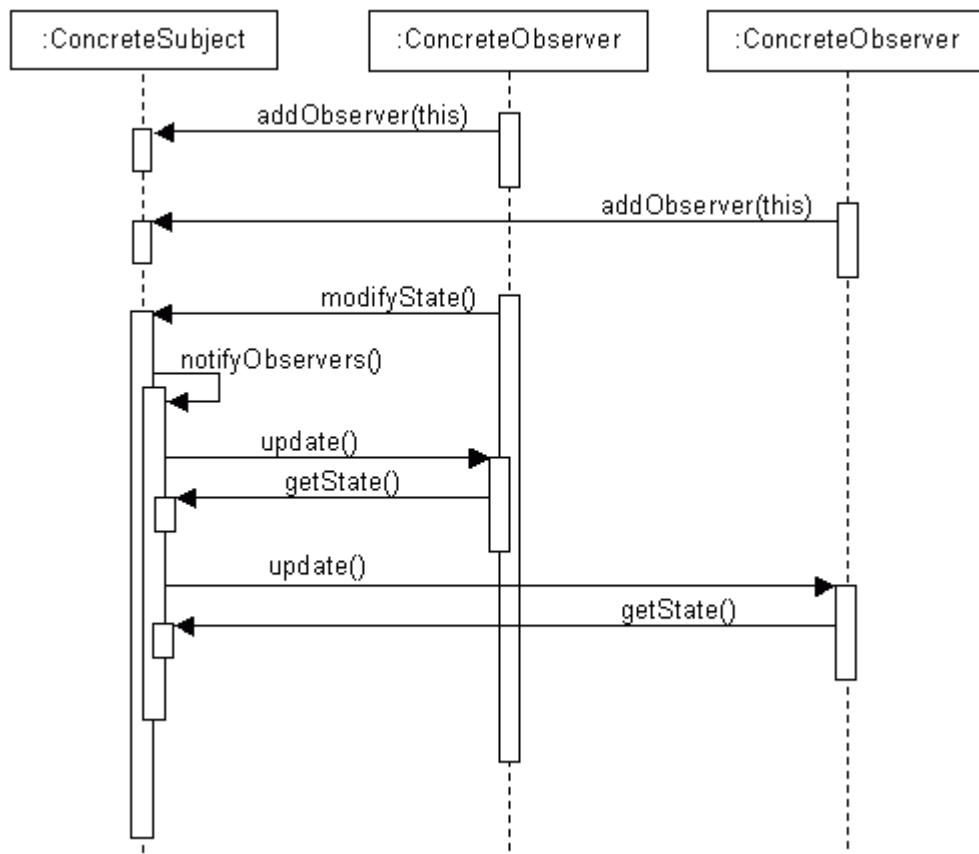 :ConcreteSubject
:ConcreteObserver
:ConcreteObserver
addObserver(this)
addObserver(this)
modifyState()
notifyObservers()
update()
getState()
update()
getState()